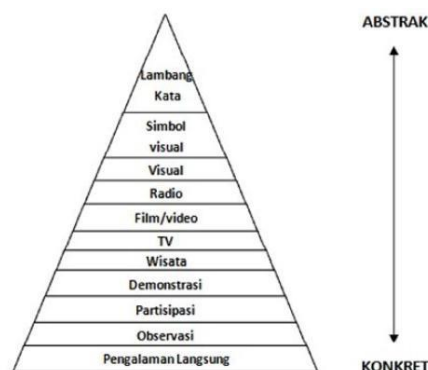 ABSTRAK
Lambang
Kata
Simbol
visual
Visual
Radio
Film/video
TV
Wisata
Demonstrasi
Partisipasi
Observasi
Pengalaman Langsung
KONKRET